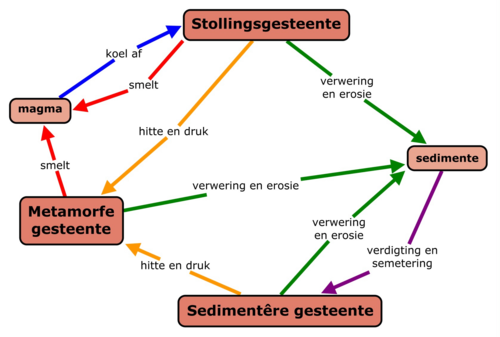 Stollingsgesteente
koel af
smelt
verwering
en erosie
magma
hitte en druk
smelt
sedimente
verwering en erosie
Metamorfe
gesteente
verwering
en erosie
verdigting en
semetering
hitte en druk
Sedimentêre gesteente